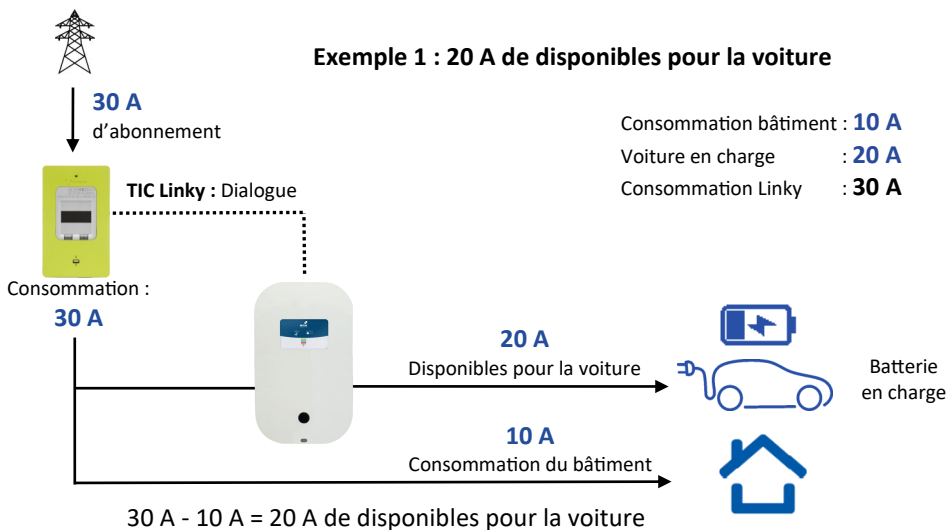 Exemple 1 : 20 A de disponibles pour la voiture
30 A
d'abonnement
Consommation bâtiment : 10 A
Voiture en charge : 20 A
Consommation Linky : 30 A
TIC Linky : Dialogue
Consommation :
30 A
20 A
Disponibles pour la voiture
Batterie
en charge
10 A
Consommation du bâtiment
30 A - 10 A = 20 A de disponibles pour la voiture